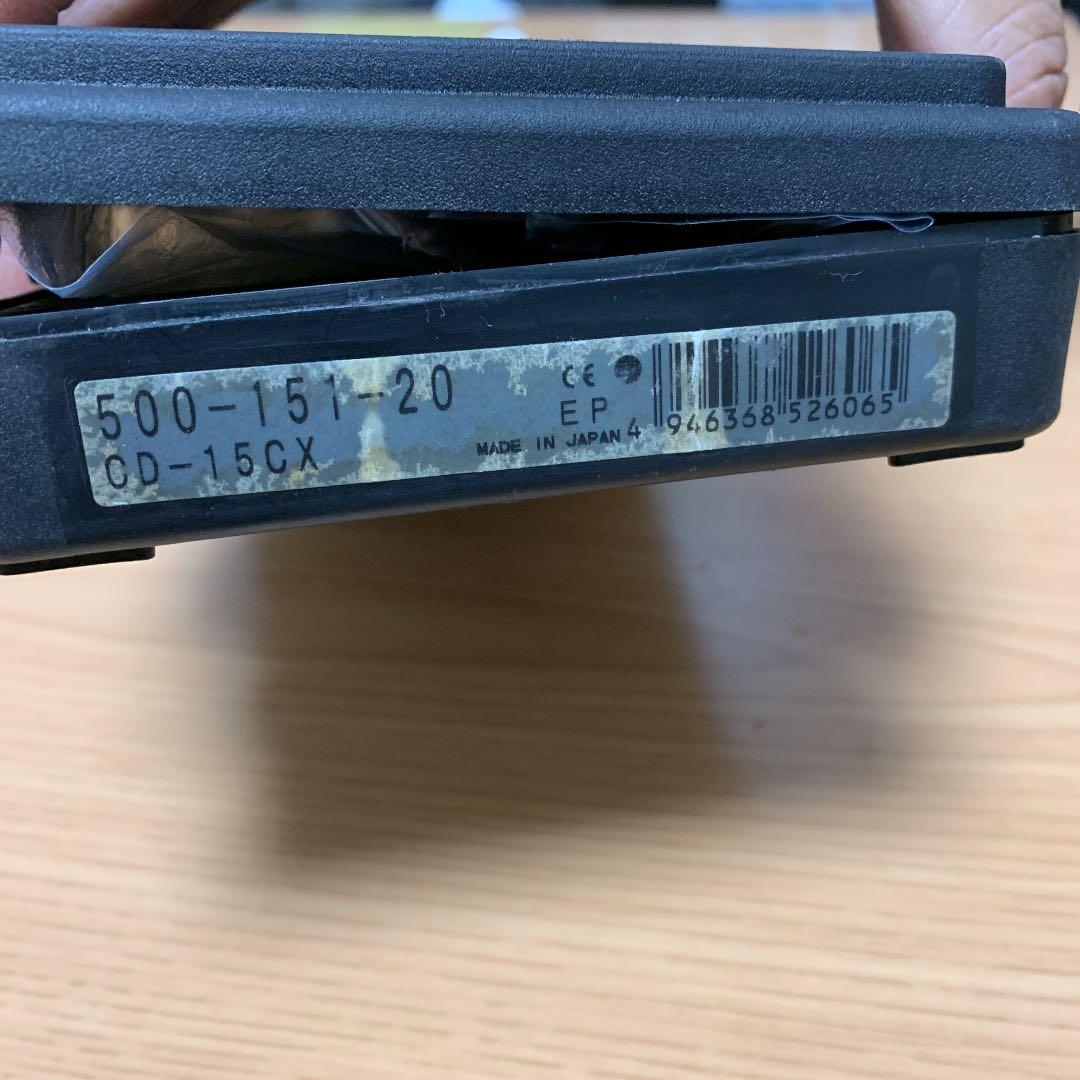 500-151-20
CD-15CX
CE
EP
MADE IN JAPAN
4 946368 526065